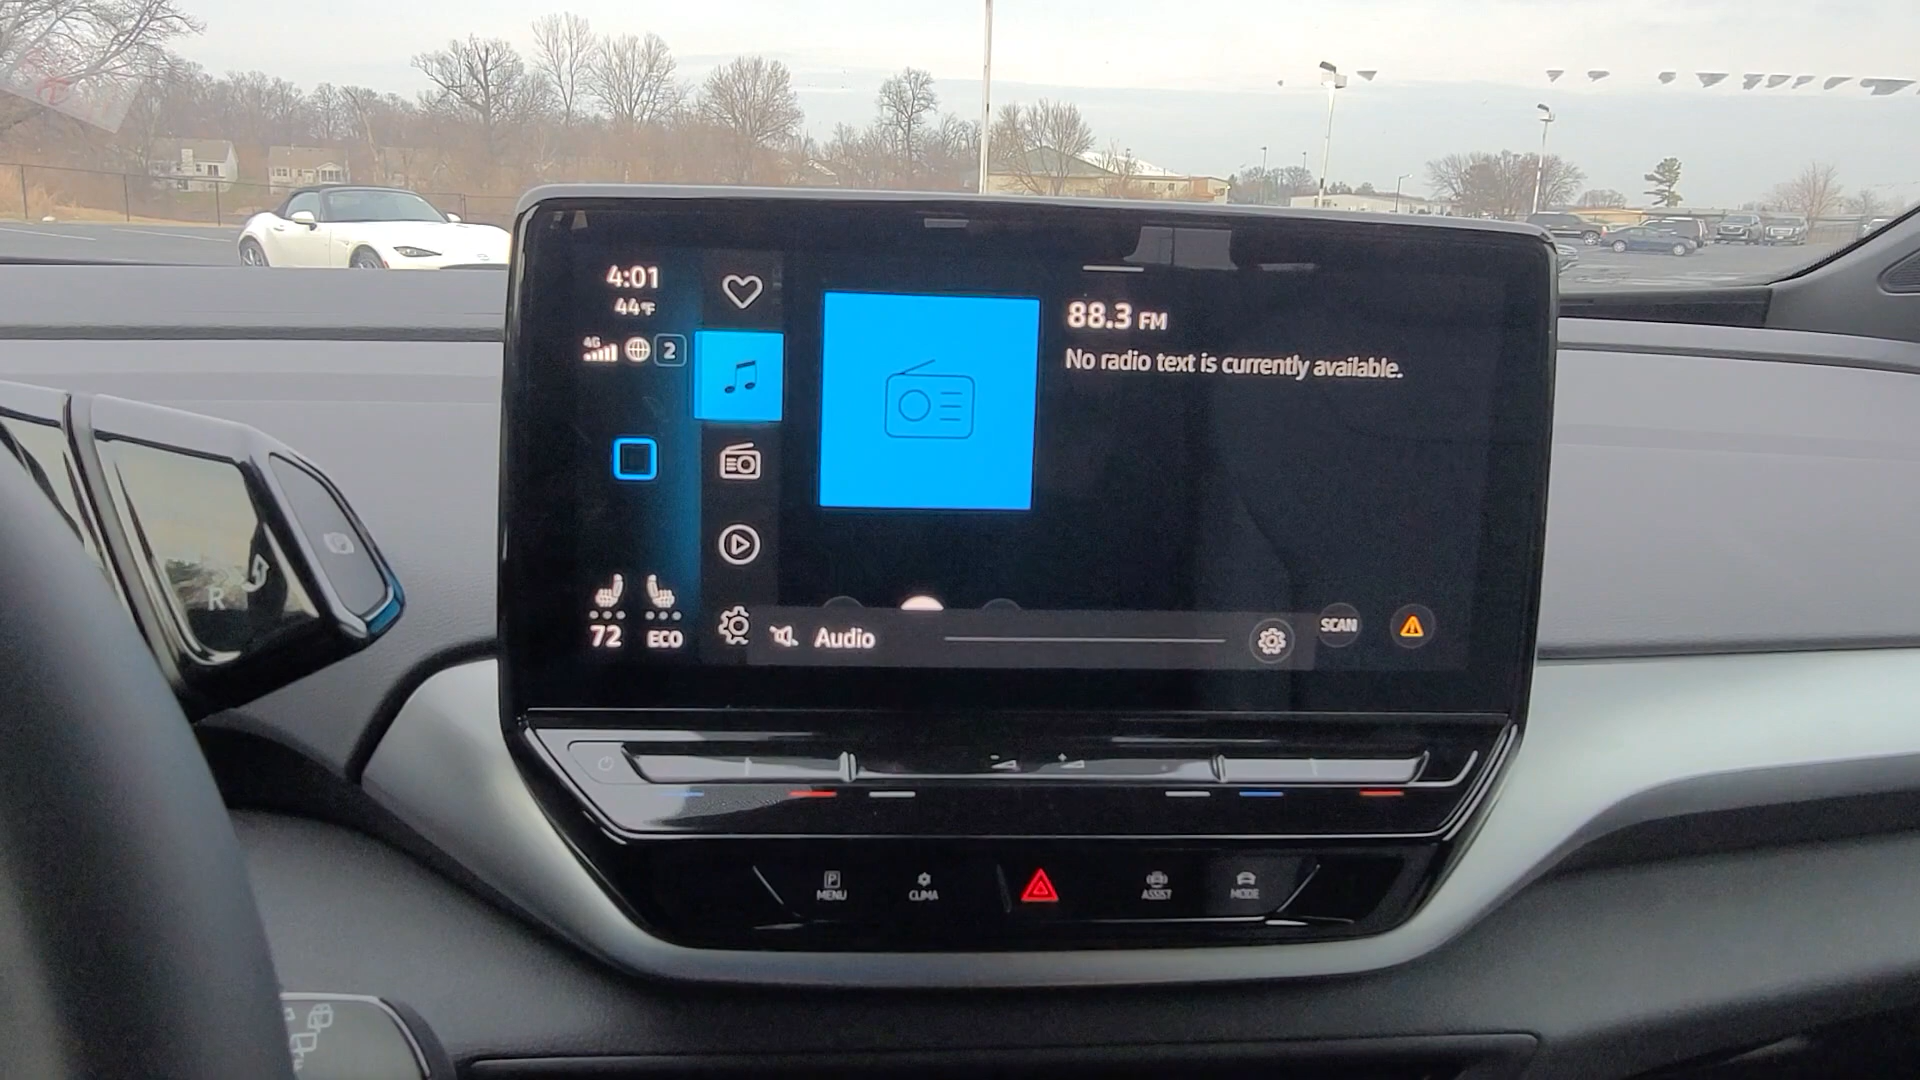 4:01
44°F
4G
2
88.3 FM
No radio text is currently available.
72
ECO
Audio
SCAN
R
P
MENU
CLIMA
ASSIST
MODE